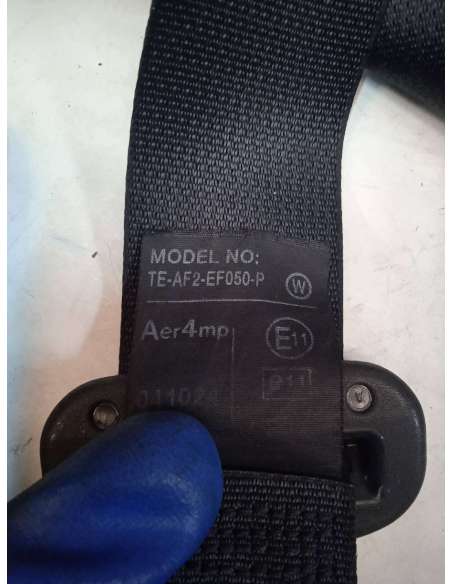 MODEL NO:
TE-AF2-EF050-P
W
Aer4mp
E11
e11